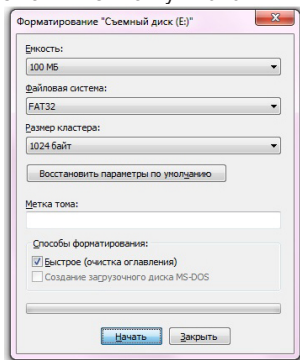 Форматирование "Съемный диск (E:)"
Емкость:
100 МБ
Файловая система:
FAT32
Размер кластера:
1024 байт
Восстановить параметры по умолчанию
Метка тома:
Способы форматирования:
Быстрое (очистка оглавления)
Создание загрузочного диска MS-DOS
Начать
Закрыть